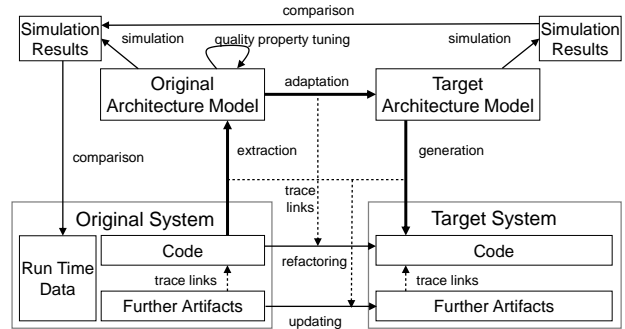 comparison
Simulation
Results
simulation
quality property tuning
simulation
Simulation
Results
Original
Architecture Model
adaptation
Target
Architecture Model
comparison
extraction
generation
trace
links
Original System
Target System
Run Time
Data
Code
refactoring
Code
trace links
trace links
Further Artifacts
updating
Further Artifacts